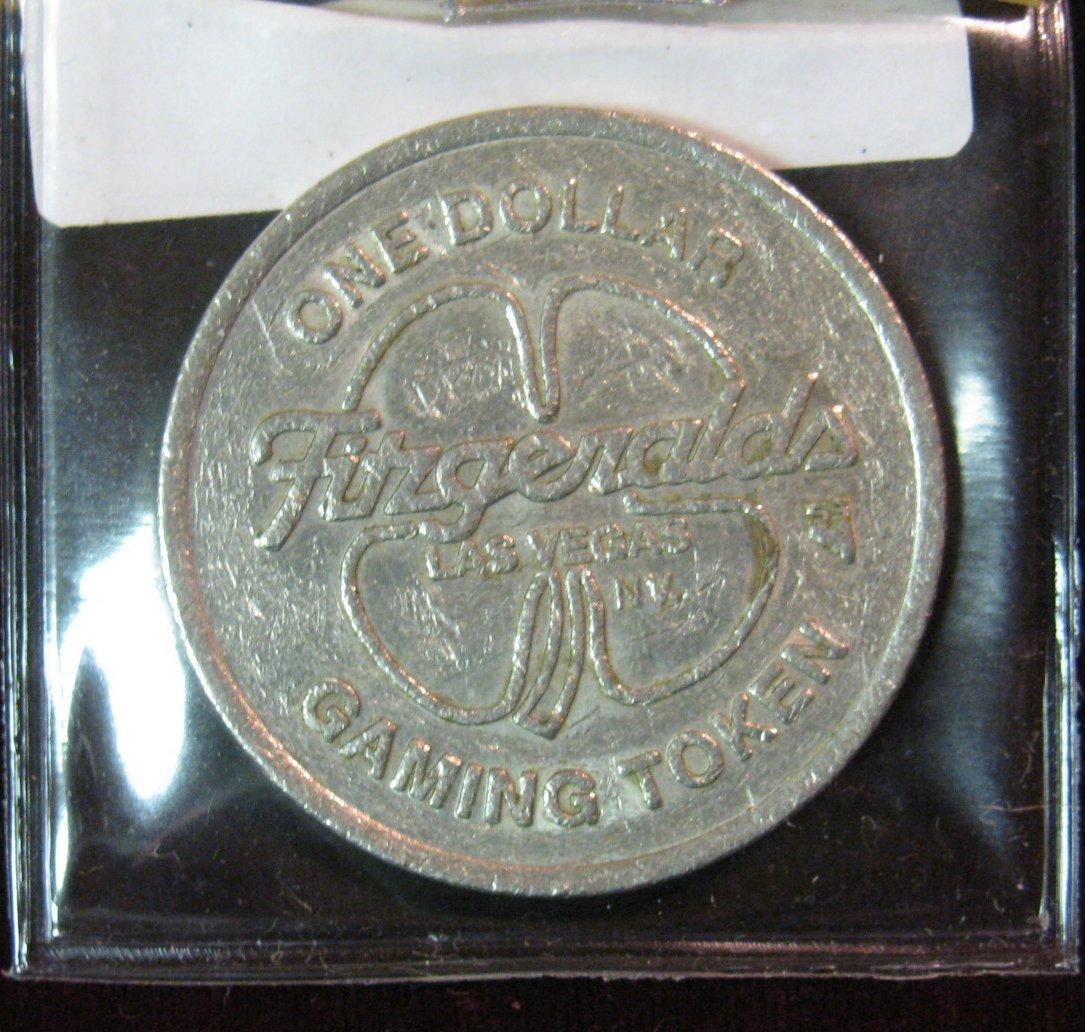 ONE DOLLAR
Fitzgeralds
LAS VEGAS
NV.
GAMING TOKEN